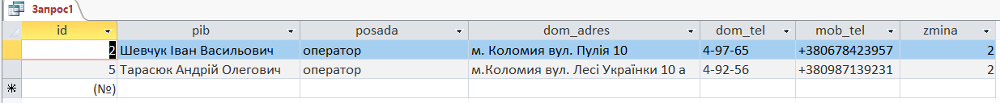 Запрос1
id pib posada dom_adres dom_tel mob_tel zmina
2 Шевчук Іван Васильович оператор м. Коломия вул. Пулія 10 4-97-65 +380678423957 2
5 Тарасюк Андрій Олегович оператор м.Коломия вул. Лесі Українки 10 а 4-92-56 +380987139231 2
(№)